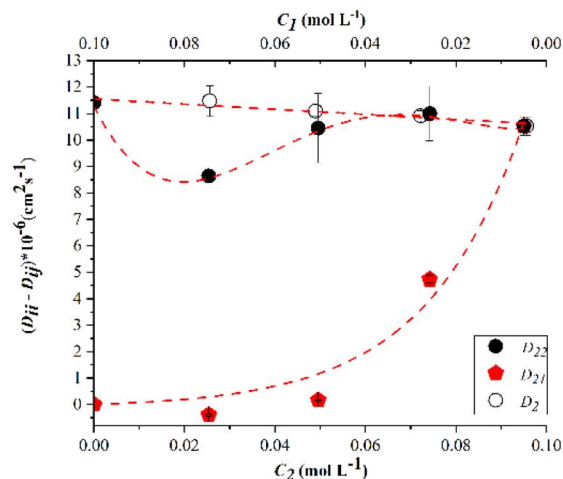 C1 (mol L-1)
0.10 0.08 0.06 0.04 0.02 0.00
13
12
11
10
9
8
7
6
5
4
3
2
1
0
(Dii - Dij)*10-6(cm2s-1)
D22
D21
D2
0.00 0.02 0.04 0.06 0.08 0.10
C2 (mol L-1)